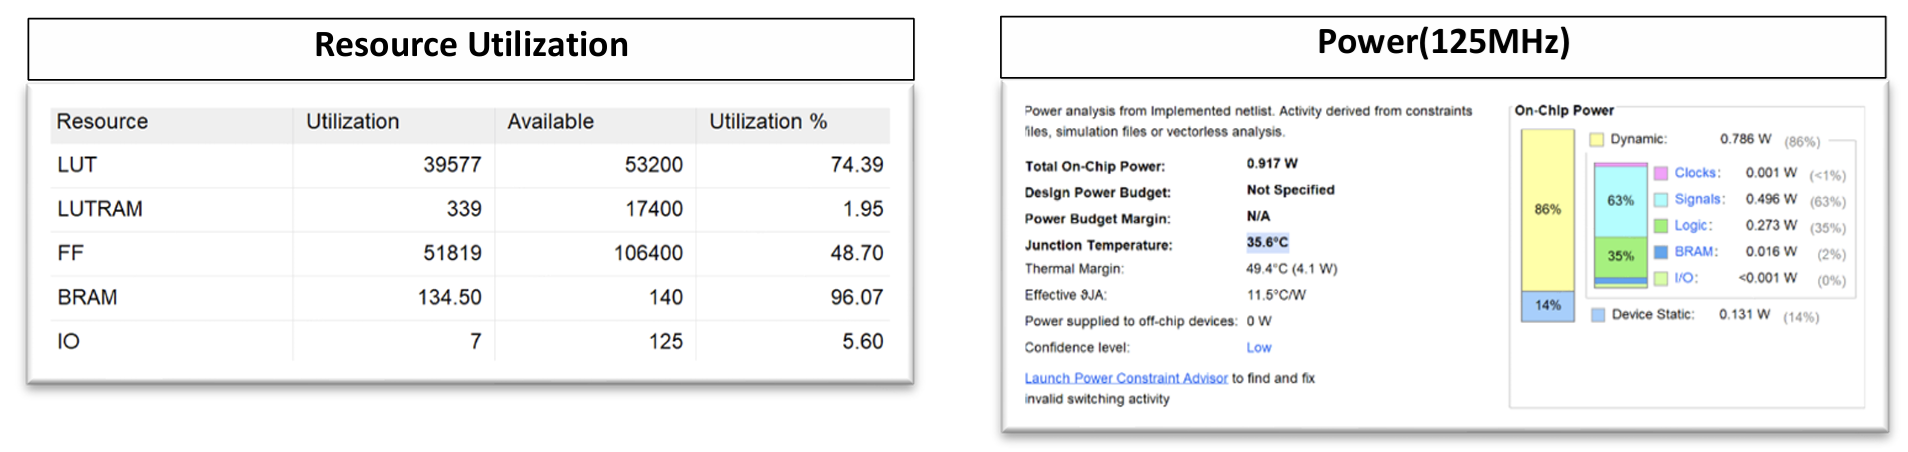 Resource Utilization
Resource Utilization Available Utilization %
LUT 39577 53200 74.39
LUTRAM 339 17400 1.95
FF 51819 106400 48.70
BRAM 134.50 140 96.07
IO 7 125 5.60
Power(125MHz)
Power analysis from Implemented netlist. Activity derived from constraints
files, simulation files or vectorless analysis.
Total On-Chip Power: 0.917 W
Design Power Budget: Not Specified
Power Budget Margin: N/A
Junction Temperature: 35.6°C
Thermal Margin: 49.4°C (4.1 W)
Effective ϑJA: 11.5°C/W
Power supplied to off-chip devices: 0 W
Confidence level: Low
Launch Power Constraint Advisor to find and fix
invalid switching activity
On-Chip Power
86%
14%
Dynamic: 0.786 W (86%)
63%
35%
Clocks: 0.001 W (<1%)
Signals: 0.496 W (63%)
Logic: 0.273 W (35%)
BRAM: 0.016 W (2%)
I/O: <0.001 W (0%)
Device Static: 0.131 W (14%)